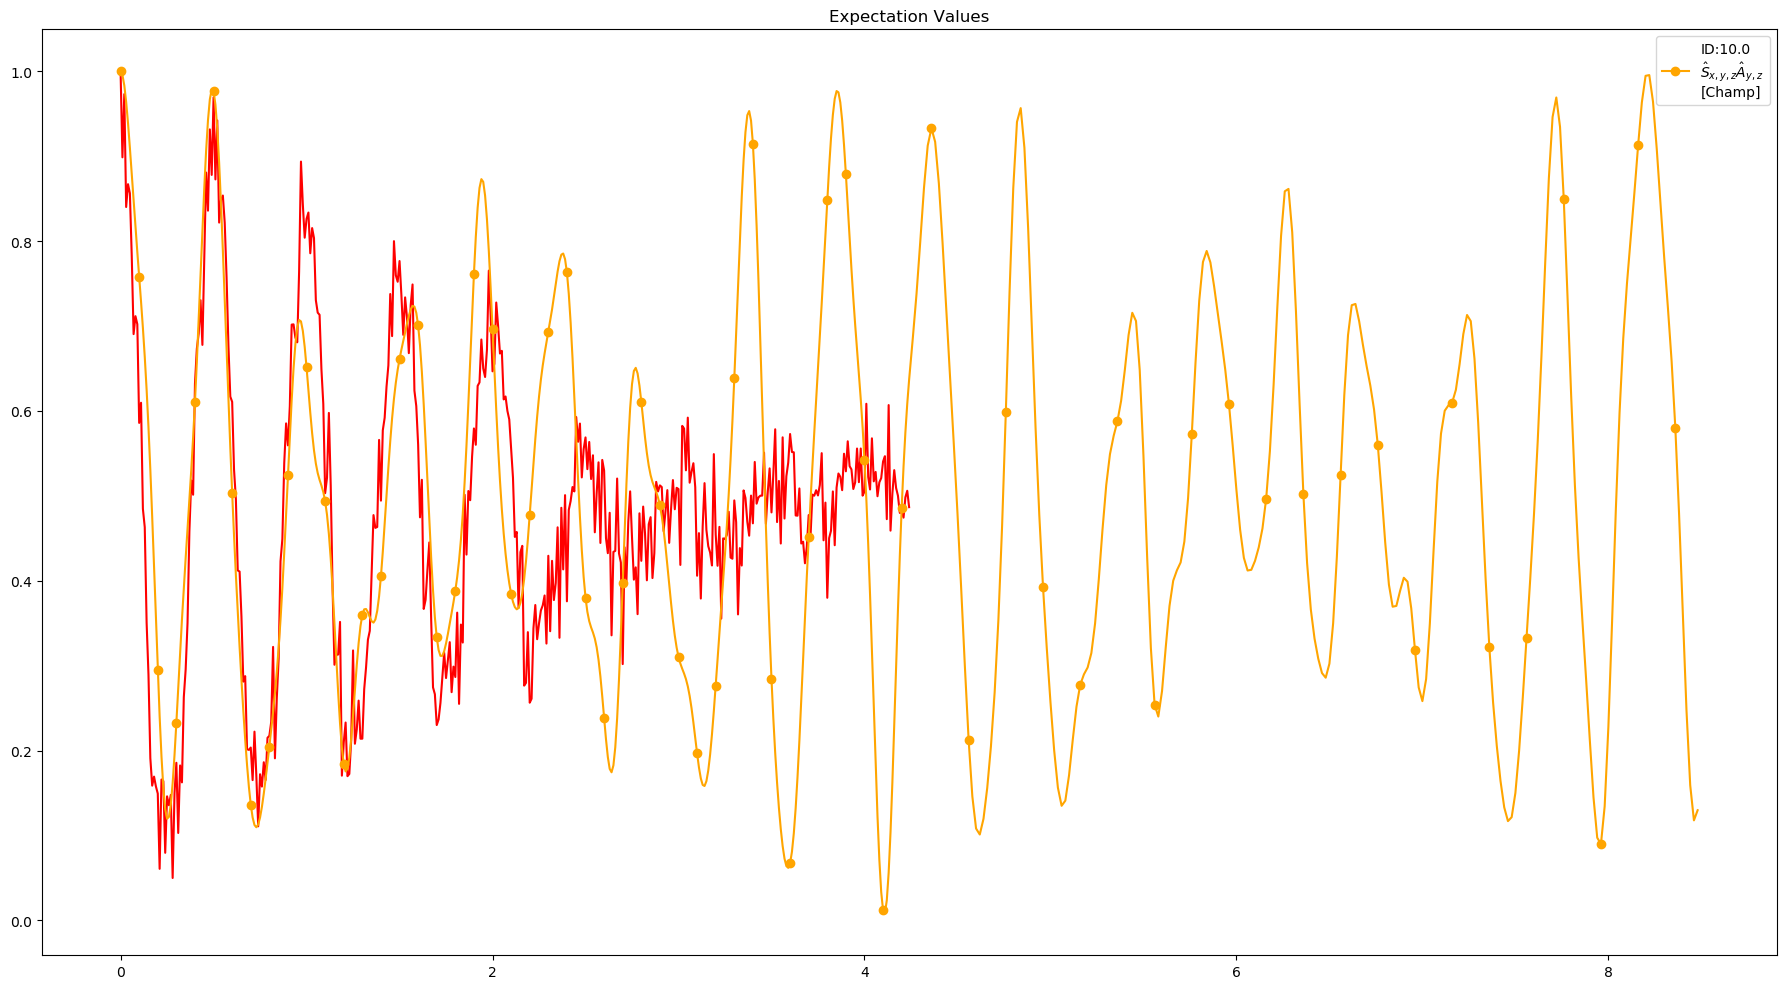 Expectation Values
ID:10.0
$\hat{S}_{x,y,z}\hat{A}_{y,z}$
[Champ]
1.0
0.8
0.6
0.4
0.2
0.0
0 2 4 6 8